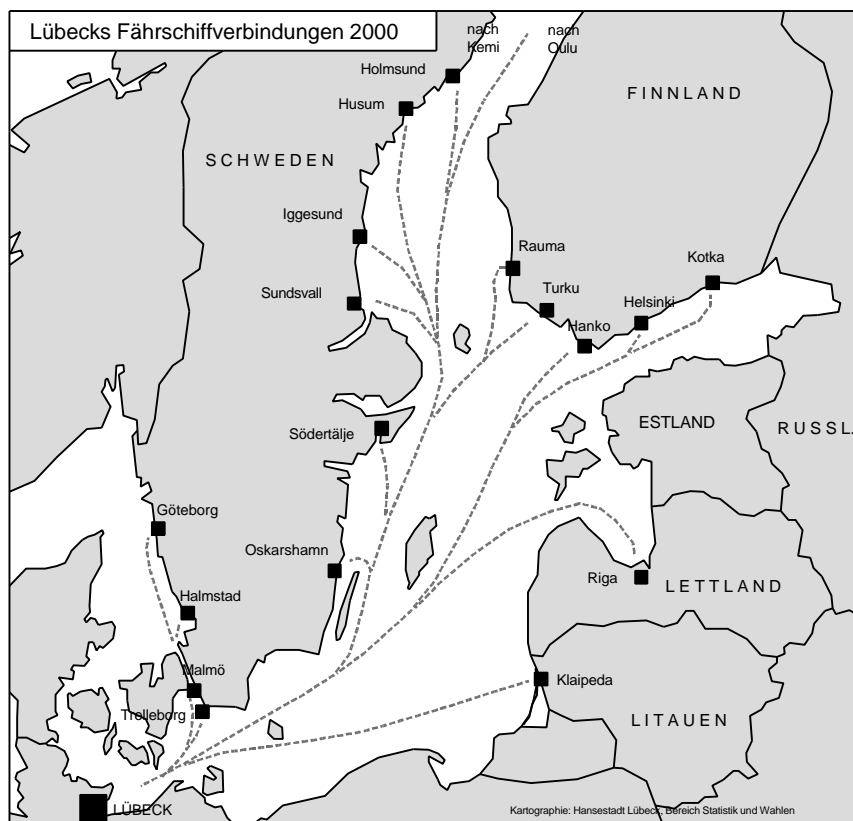 Lübecks Fährschiffverbindungen 2000
nach
Kemi
nach
Oulu
Holmsund
Husum
FINNLAND
SCHWEDEN
Iggesund
Rauma
Kotka
Sundsvall
Turku
Helsinki
Hanko
Södertälje
ESTLAND
RUSSL.
Göteborg
Oskarshamn
Riga
LETTLAND
Halmstad
Malmö
Klaipeda
Trelleborg
LITAUEN
LÜBECK
Kartographie: Hansestadt Lübeck, Bereich Statistik und Wahlen